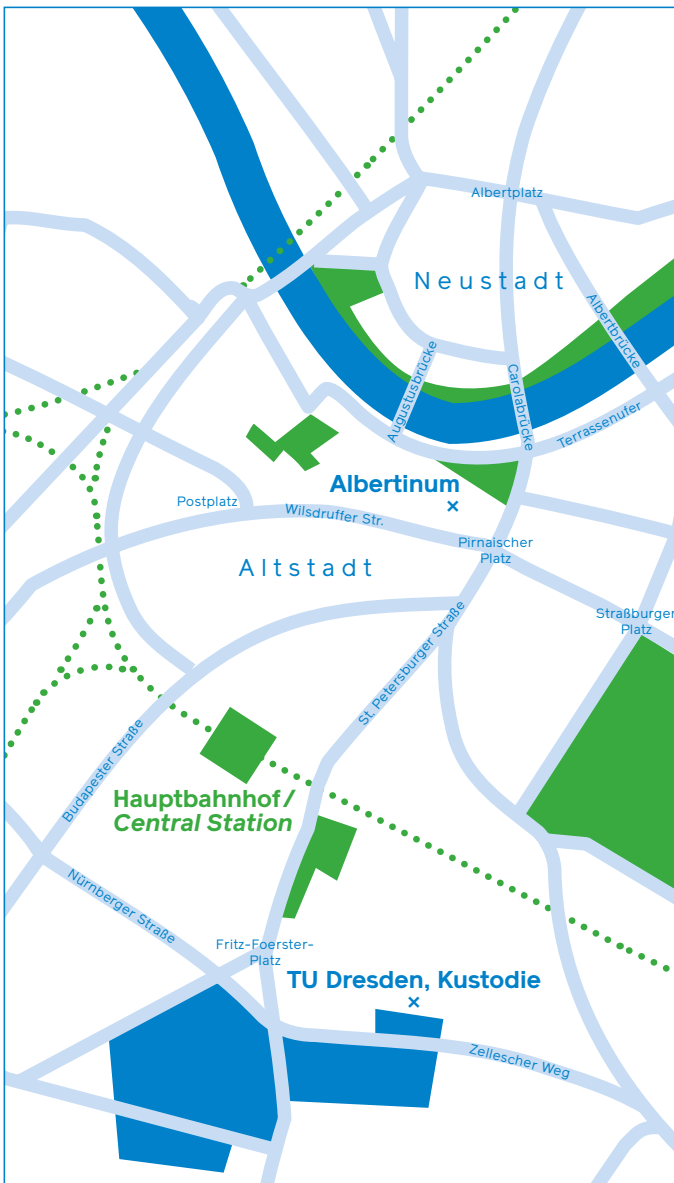 Albertplatz
Neustadt
Albertbrücke
Augustusbrücke
Carolabrücke
Terrassenufer
Albertinum
Postplatz
Wilsdruffer Str.
Pirnaischer
Platz
Altstadt
Straßburger
Platz
St. Petersburger Straße
Budapester Straße
Hauptbahnhof/
Central Station
Nürnberger Straße
Fritz-Foerster-
Platz
TU Dresden, Kustodie
Zellescher Weg